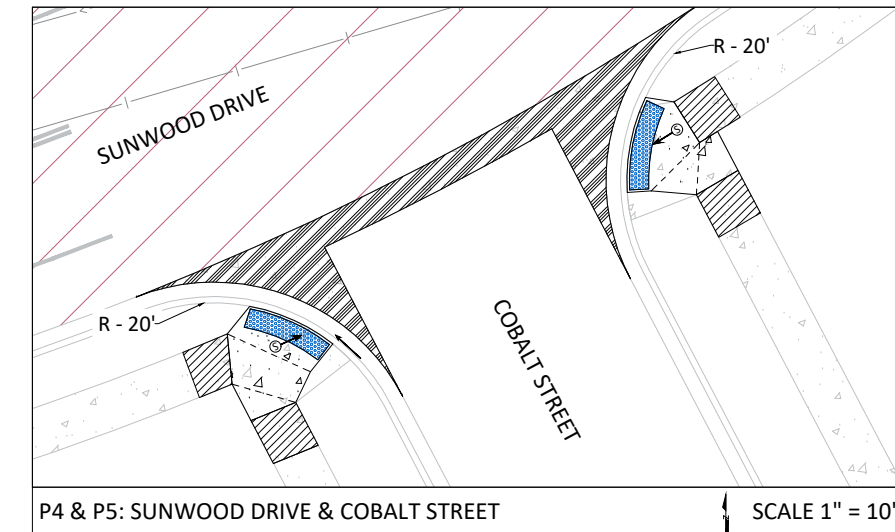 R - 20'
SUNWOOD DRIVE
S
R - 20'
S
COBALT STREET
P4 & P5: SUNWOOD DRIVE & COBALT STREET
SCALE 1" = 10'